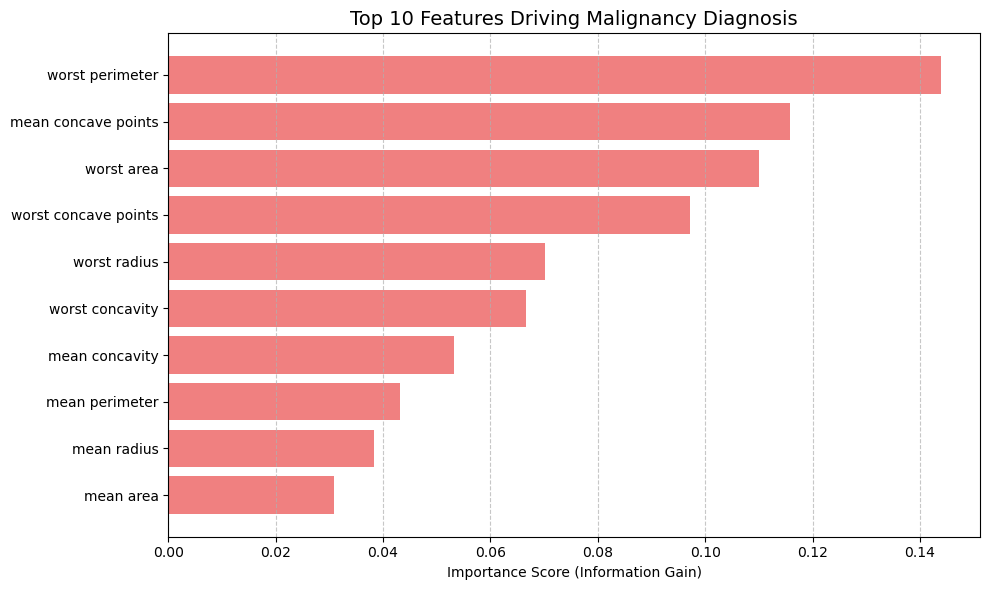 Top 10 Features Driving Malignancy Diagnosis
worst perimeter
mean concave points
worst area
worst concave points
worst radius
worst concavity
mean concavity
mean perimeter
mean radius
mean area
0.00 0.02 0.04 0.06 0.08 0.10 0.12 0.14
Importance Score (Information Gain)